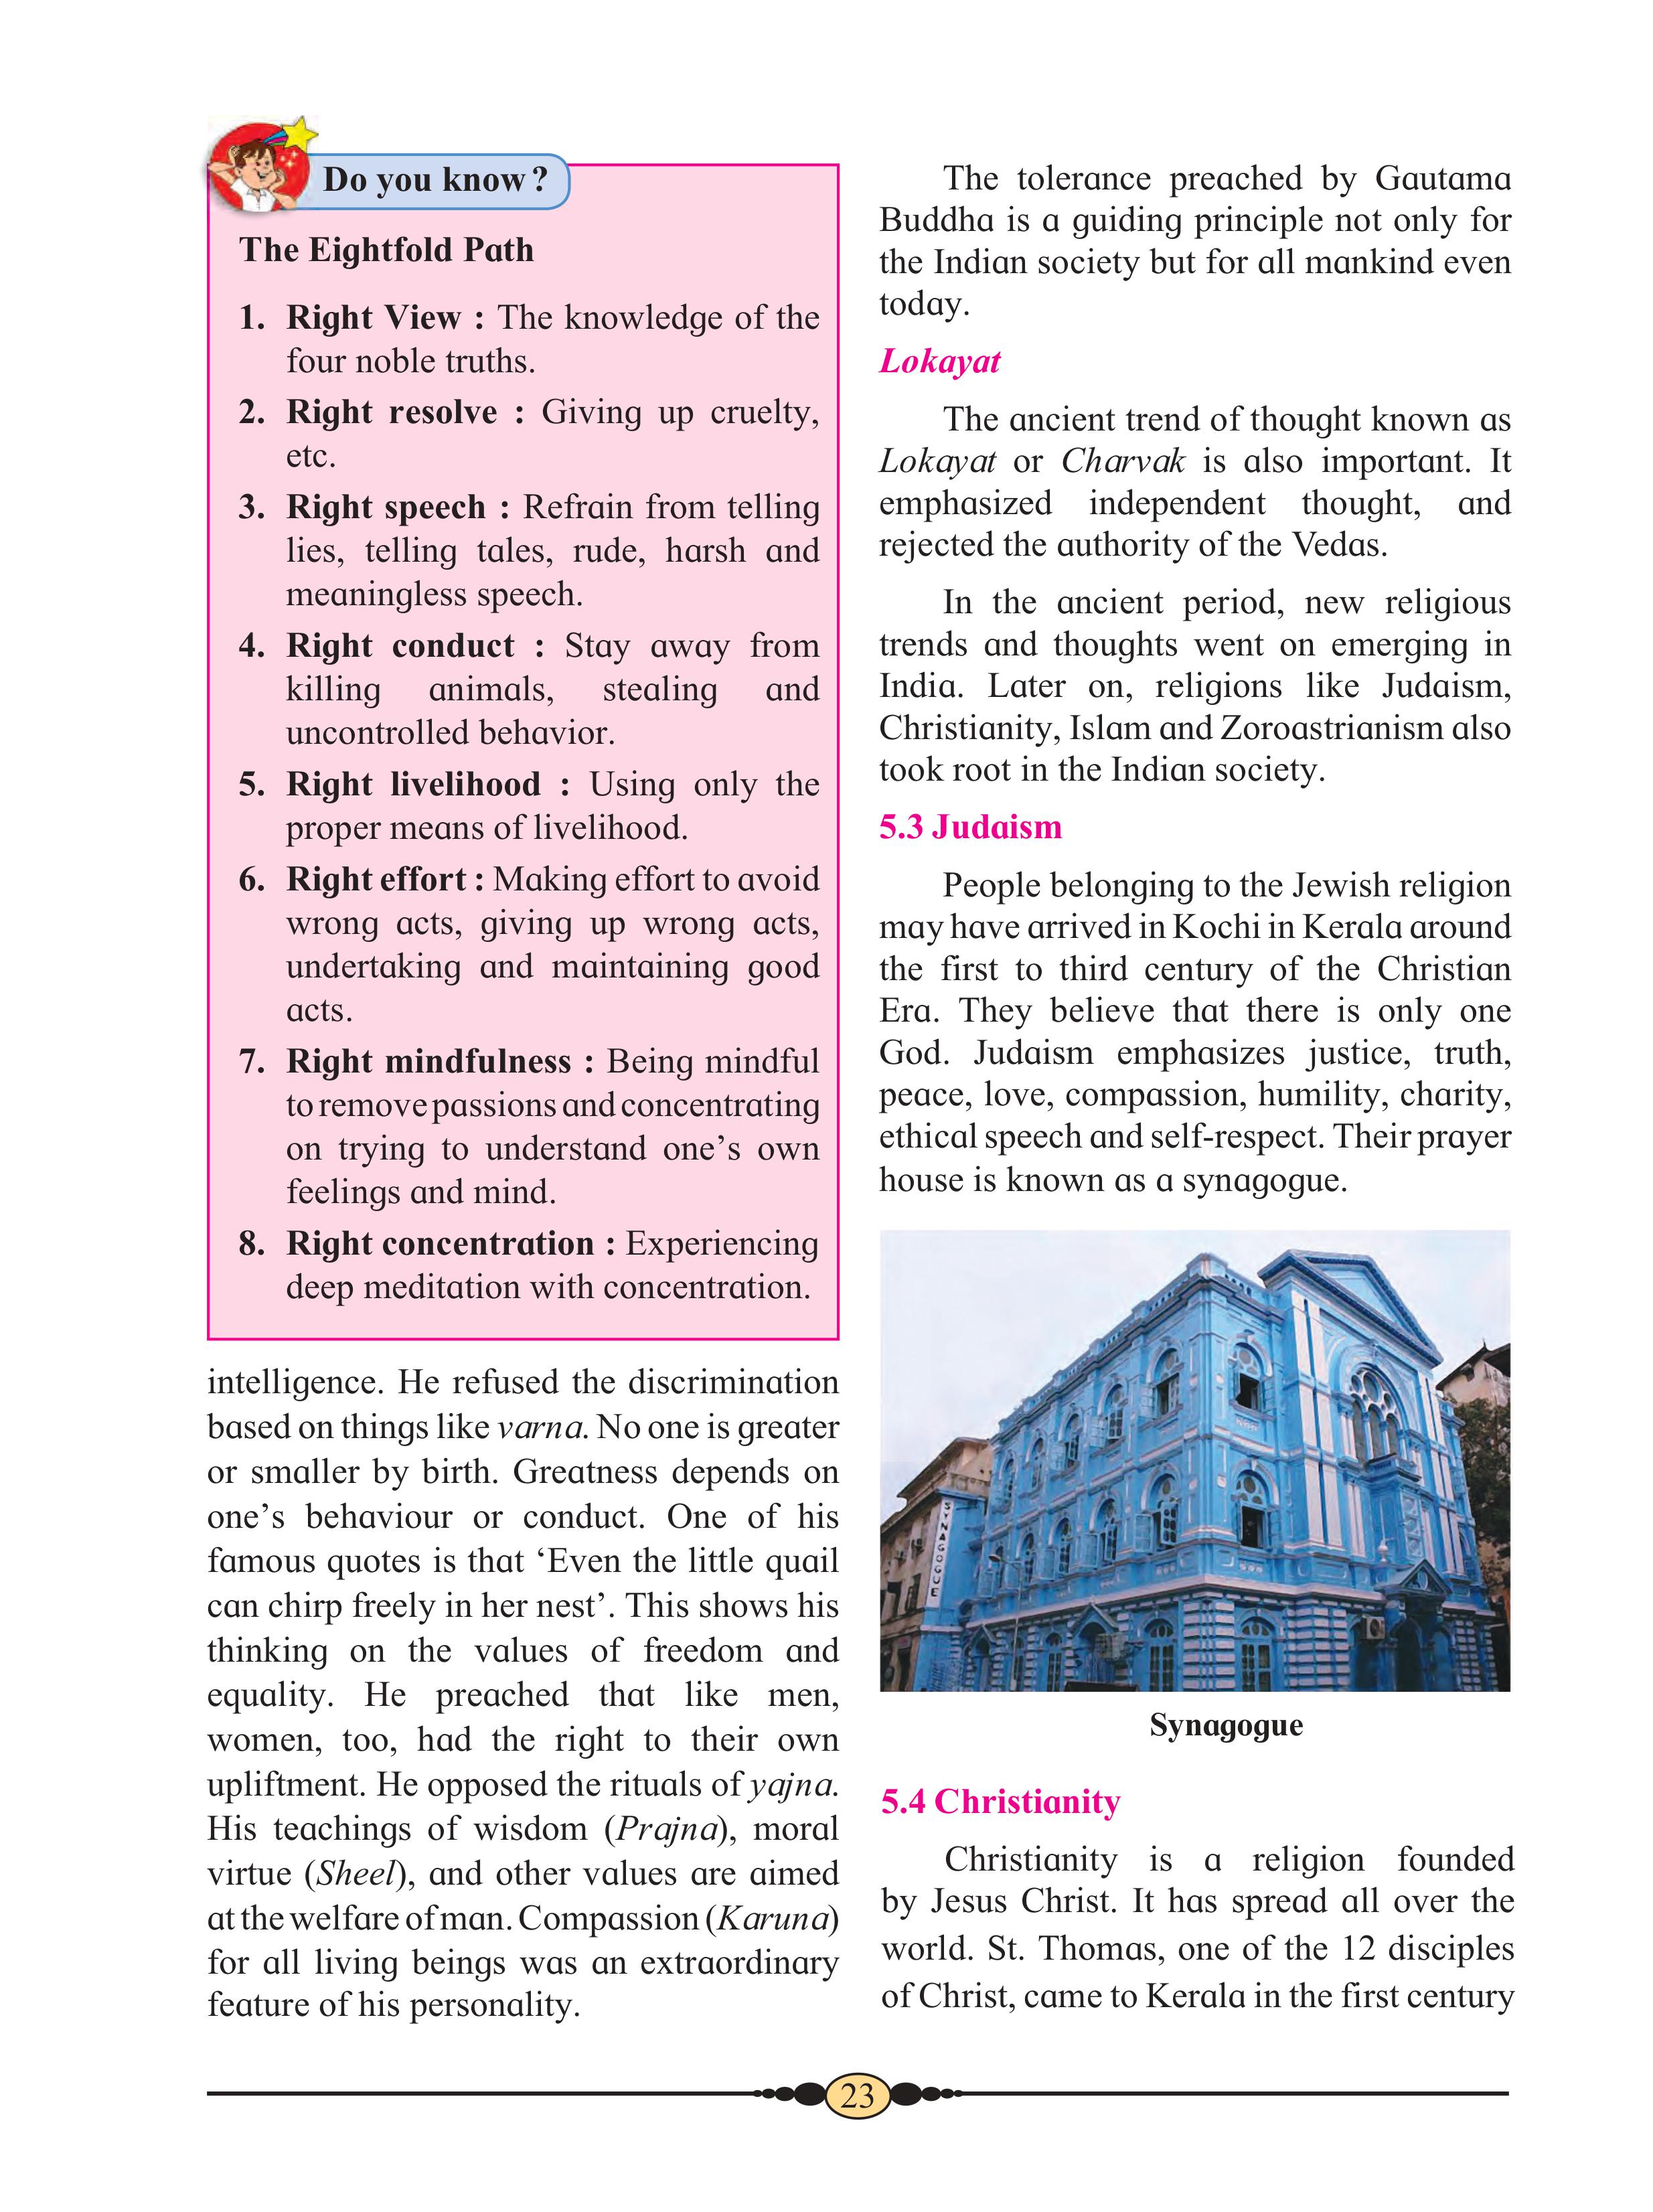 Do you know ?
The Eightfold Path
1. Right View : The knowledge of the
four noble truths.
2. Right resolve : Giving up cruelty,
etc.
3. Right speech : Refrain from telling
lies, telling tales, rude, harsh and
meaningless speech.
4. Right conduct : Stay away from
killing animals, stealing and
uncontrolled behavior.
5. Right livelihood : Using only the
proper means of livelihood.
6. Right effort : Making effort to avoid
wrong acts, giving up wrong acts,
undertaking and maintaining good
acts.
7. Right mindfulness : Being mindful
to remove passions and concentrating
on trying to understand one’s own
feelings and mind.
8. Right concentration : Experiencing
deep meditation with concentration.
intelligence. He refused the discrimination
based on things like varna. No one is greater
or smaller by birth. Greatness depends on
one’s behaviour or conduct. One of his
famous quotes is that ‘Even the little quail
can chirp freely in her nest’. This shows his
thinking on the values of freedom and
equality. He preached that like men,
women, too, had the right to their own
upliftment. He opposed the rituals of yajna.
His teachings of wisdom (Prajna), moral
virtue (Sheel), and other values are aimed
at the welfare of man. Compassion (Karuna)
for all living beings was an extraordinary
feature of his personality.
The tolerance preached by Gautama
Buddha is a guiding principle not only for
the Indian society but for all mankind even
today.
Lokayat
The ancient trend of thought known as
Lokayat or Charvak is also important. It
emphasized independent thought, and
rejected the authority of the Vedas.
In the ancient period, new religious
trends and thoughts went on emerging in
India. Later on, religions like Judaism,
Christianity, Islam and Zoroastrianism also
took root in the Indian society.
5.3 Judaism
People belonging to the Jewish religion
may have arrived in Kochi in Kerala around
the first to third century of the Christian
Era. They believe that there is only one
God. Judaism emphasizes justice, truth,
peace, love, compassion, humility, charity,
ethical speech and self-respect. Their prayer
house is known as a synagogue.
SYNAGOGUE
Synagogue
5.4 Christianity
Christianity is a religion founded
by Jesus Christ. It has spread all over the
world. St. Thomas, one of the 12 disciples
of Christ, came to Kerala in the first century
23